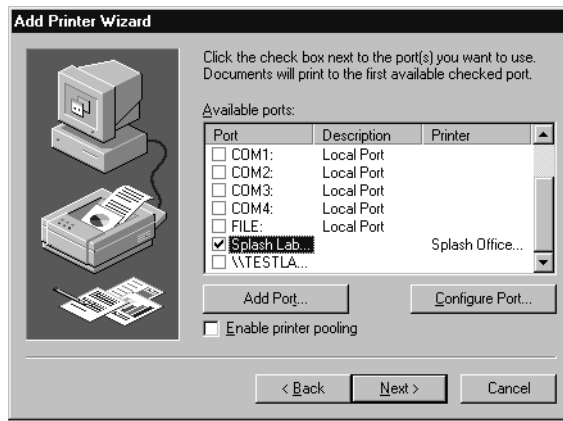 Add Printer Wizard
Click the check box next to the port(s) you want to use.
Documents will print to the first available checked port.
Available ports:
Port Description Printer
COM1: Local Port
COM2: Local Port
COM3: Local Port
COM4: Local Port
FILE: Local Port
Splash Lab... Splash Office...
\\TESTLA...
Add Port... Configure Port...
Enable printer pooling
< Back Next > Cancel